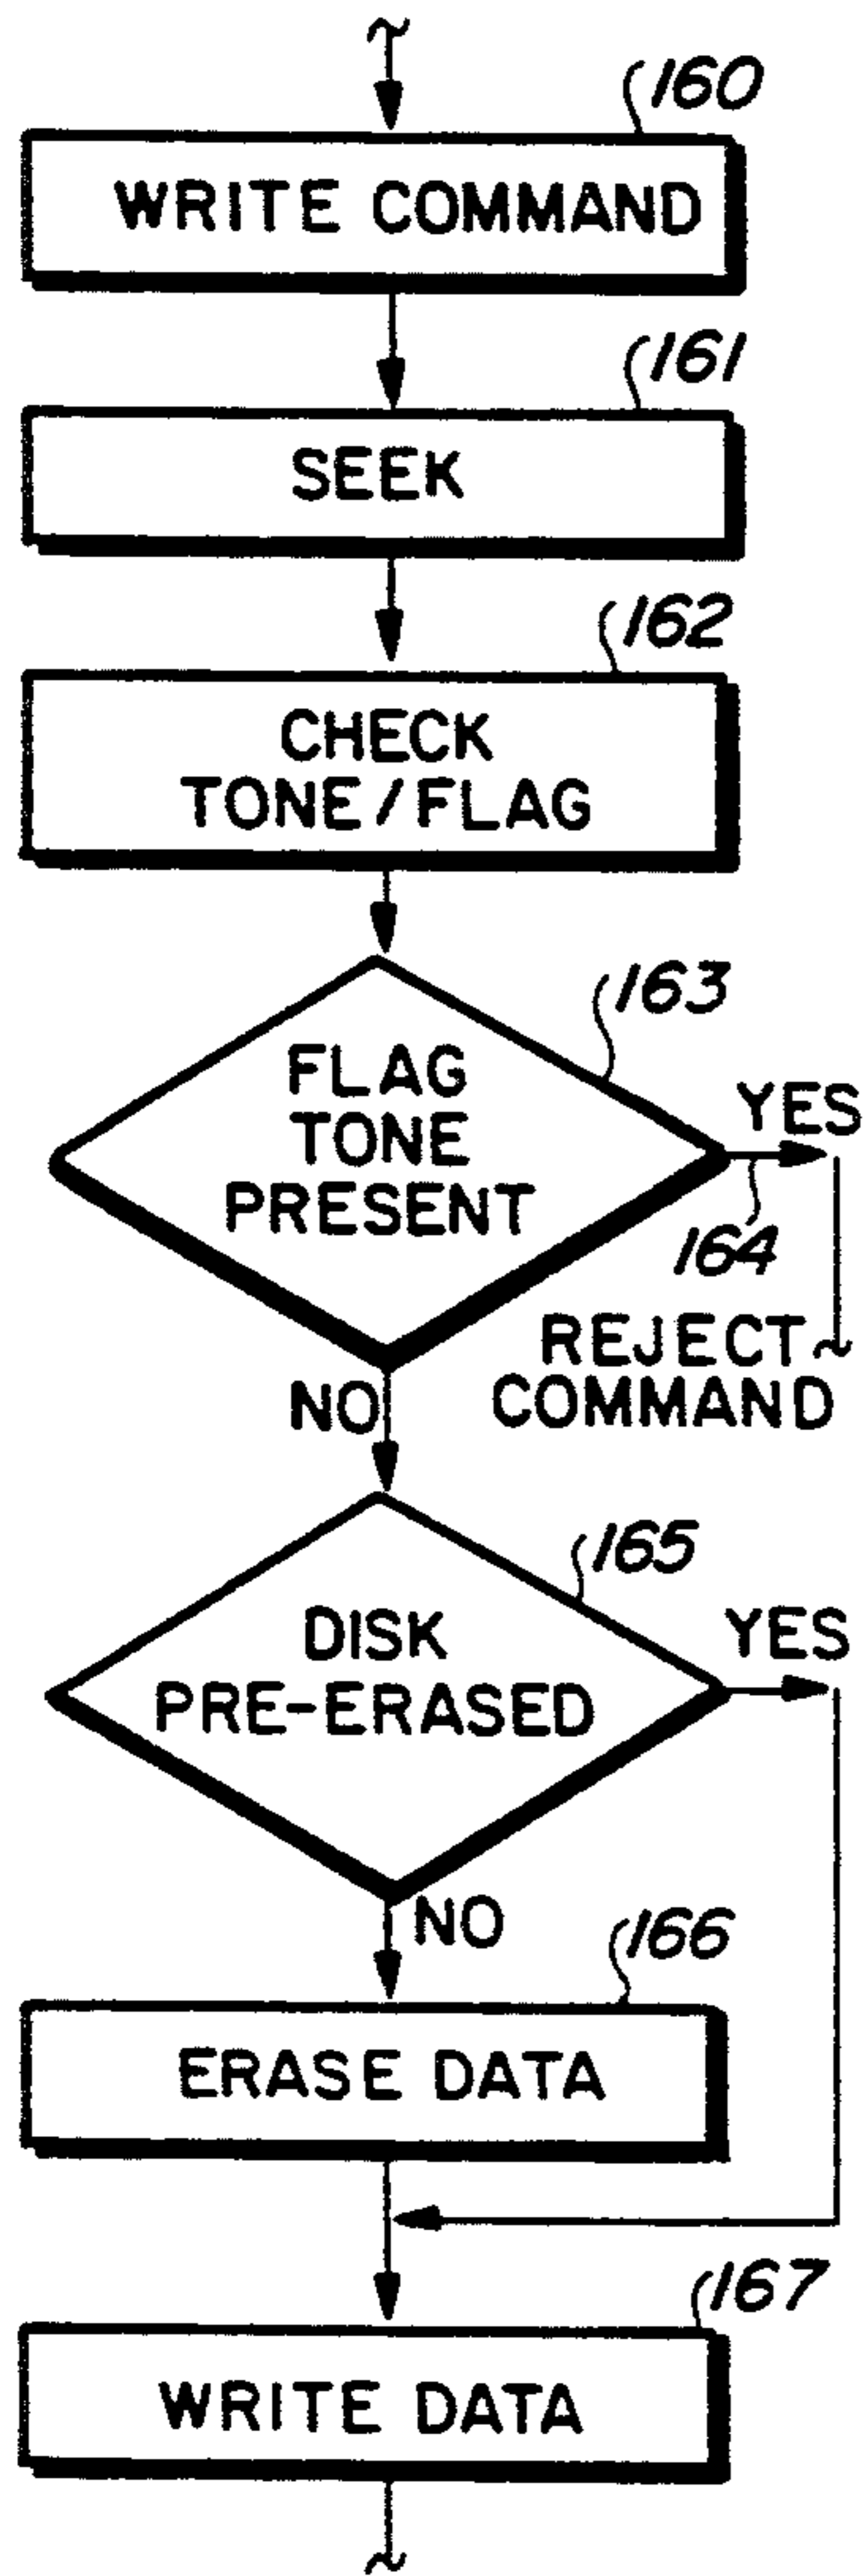 160
WRITE COMMAND
161
SEEK
162
CHECK
TONE/FLAG
163
FLAG
TONE
PRESENT
YES
164
REJECT
COMMAND
NO
165
DISK
PRE-ERASED
YES
NO
166
ERASE DATA
167
WRITE DATA